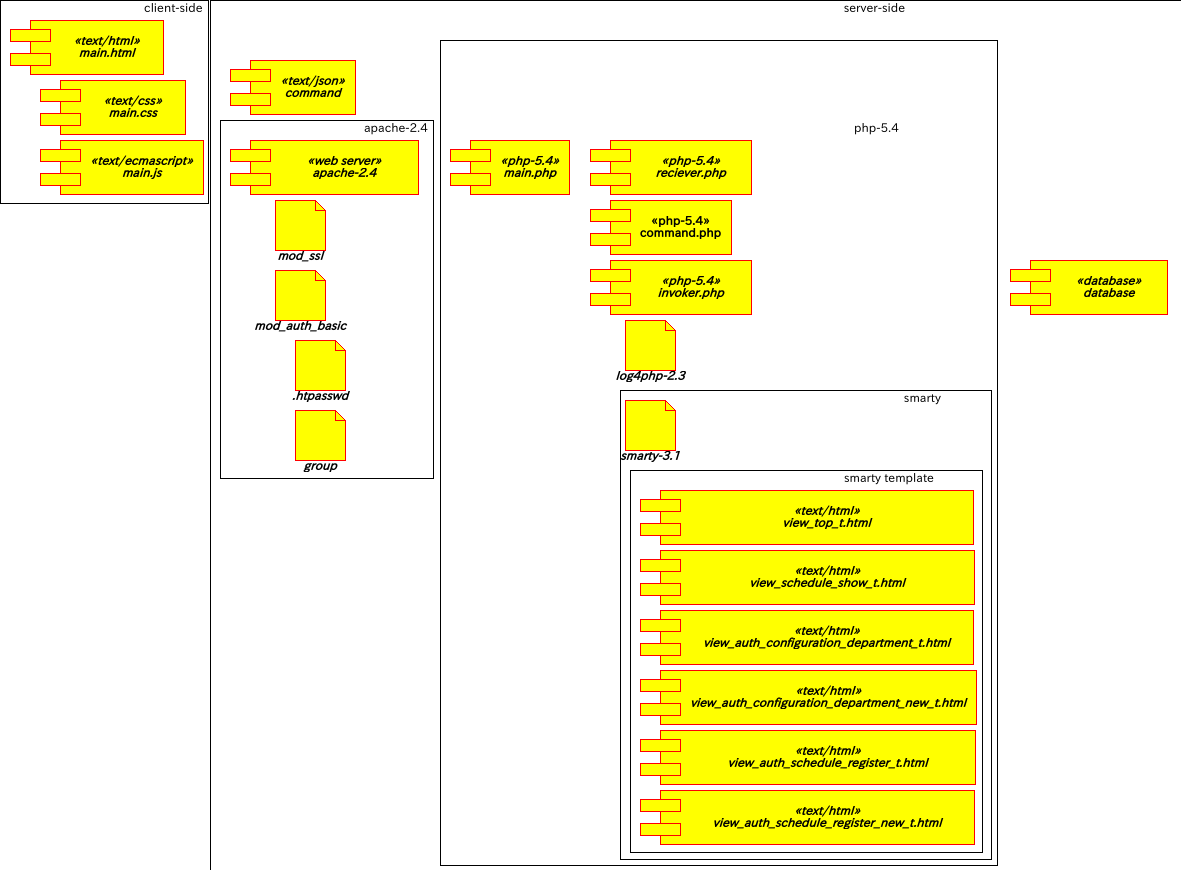 client-side
«text/html»
main.html
«text/css»
main.css
«text/ecmascript»
main.js
server-side
«text/json»
command
apache-2.4
«web server»
apache-2.4
mod_ssl
mod_auth_basic
.htpasswd
group
php-5.4
«php-5.4»
main.php
«php-5.4»
reciever.php
«php-5.4»
command.php
«php-5.4»
invoker.php
log4php-2.3
smarty
smarty-3.1
smarty template
«text/html»
view_top_t.html
«text/html»
view_schedule_show_t.html
«text/html»
view_auth_configuration_department_t.html
«text/html»
view_auth_configuration_department_new_t.html
«text/html»
view_auth_schedule_register_t.html
«text/html»
view_auth_schedule_register_new_t.html
«database»
database